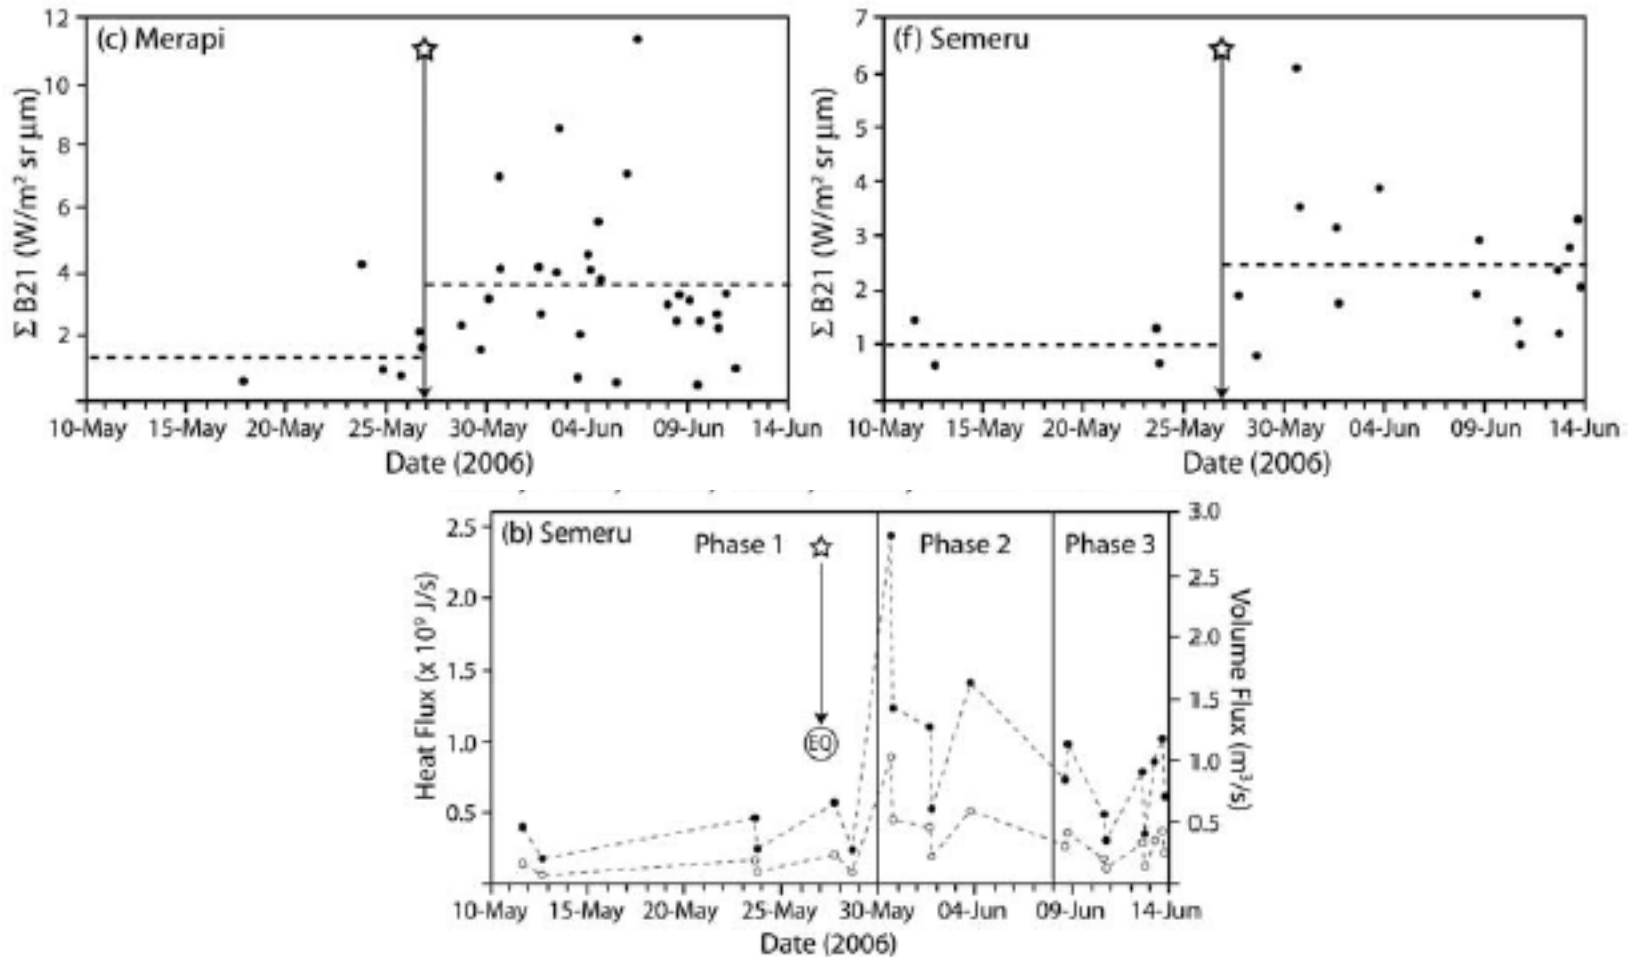 (c) Merapi
12
10
8
6
4
2
Σ B21 (W/m² sr μm)
10-May 15-May 20-May 25-May 30-May 04-Jun 09-Jun 14-Jun
Date (2006)
(f) Semeru
7
6
5
4
3
2
1
Σ B21 (W/m² sr μm)
10-May 15-May 20-May 25-May 30-May 04-Jun 09-Jun 14-Jun
Date (2006)
(b) Semeru
Phase 1 Phase 2 Phase 3
EQ
2.5
2.0
1.5
1.0
0.5
Heat Flux (x 10⁹ J/s)
3.0
2.5
2.0
1.5
1.0
0.5
Volume Flux (m³/s)
10-May 15-May 20-May 25-May 30-May 04-Jun 09-Jun 14-Jun
Date (2006)